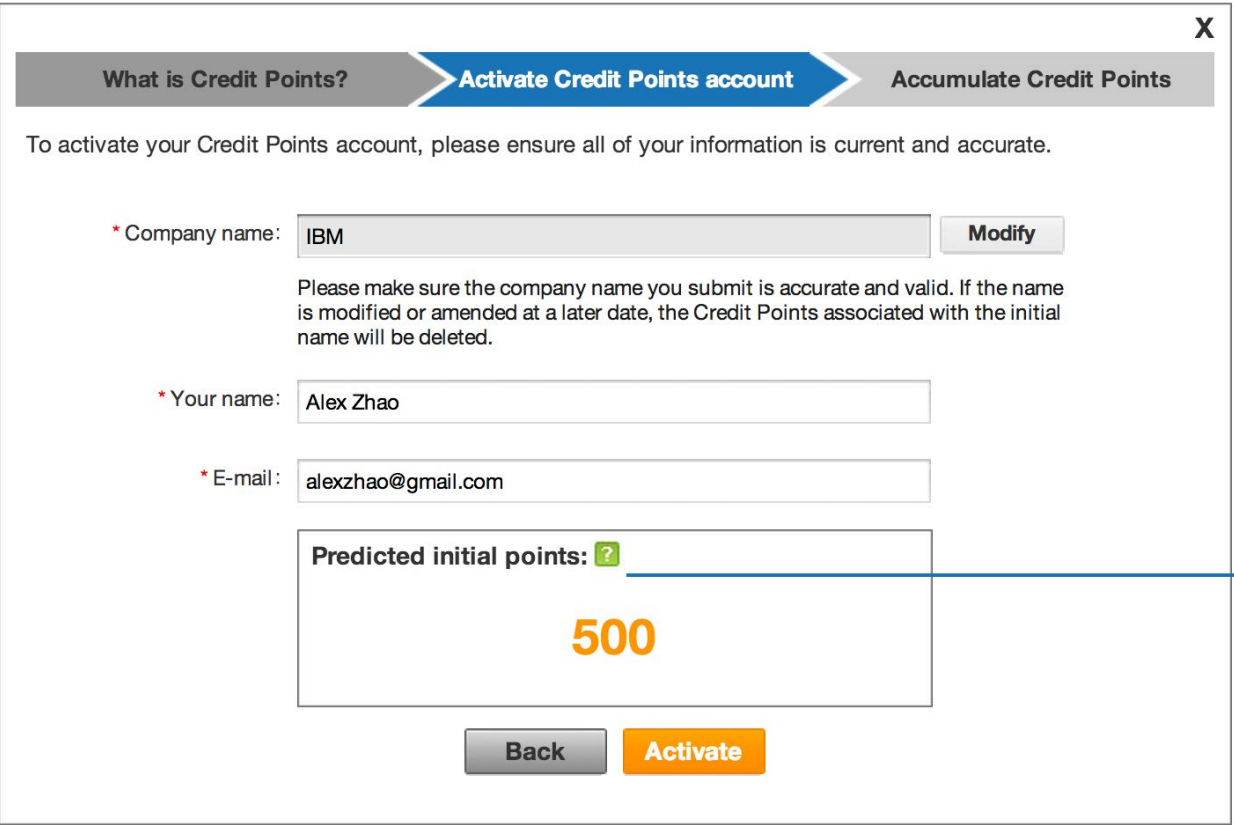 X
What is Credit Points?
Activate Credit Points account
Accumulate Credit Points
To activate your Credit Points account, please ensure all of your information is current and accurate.
* Company name:
IBM
Modify
Please make sure the company name you submit is accurate and valid. If the name
is modified or amended at a later date, the Credit Points associated with the initial
name will be deleted.
* Your name:
Alex Zhao
* E-mail:
alexzhao@gmail.com
Predicted initial points: ?
500
Back
Activate